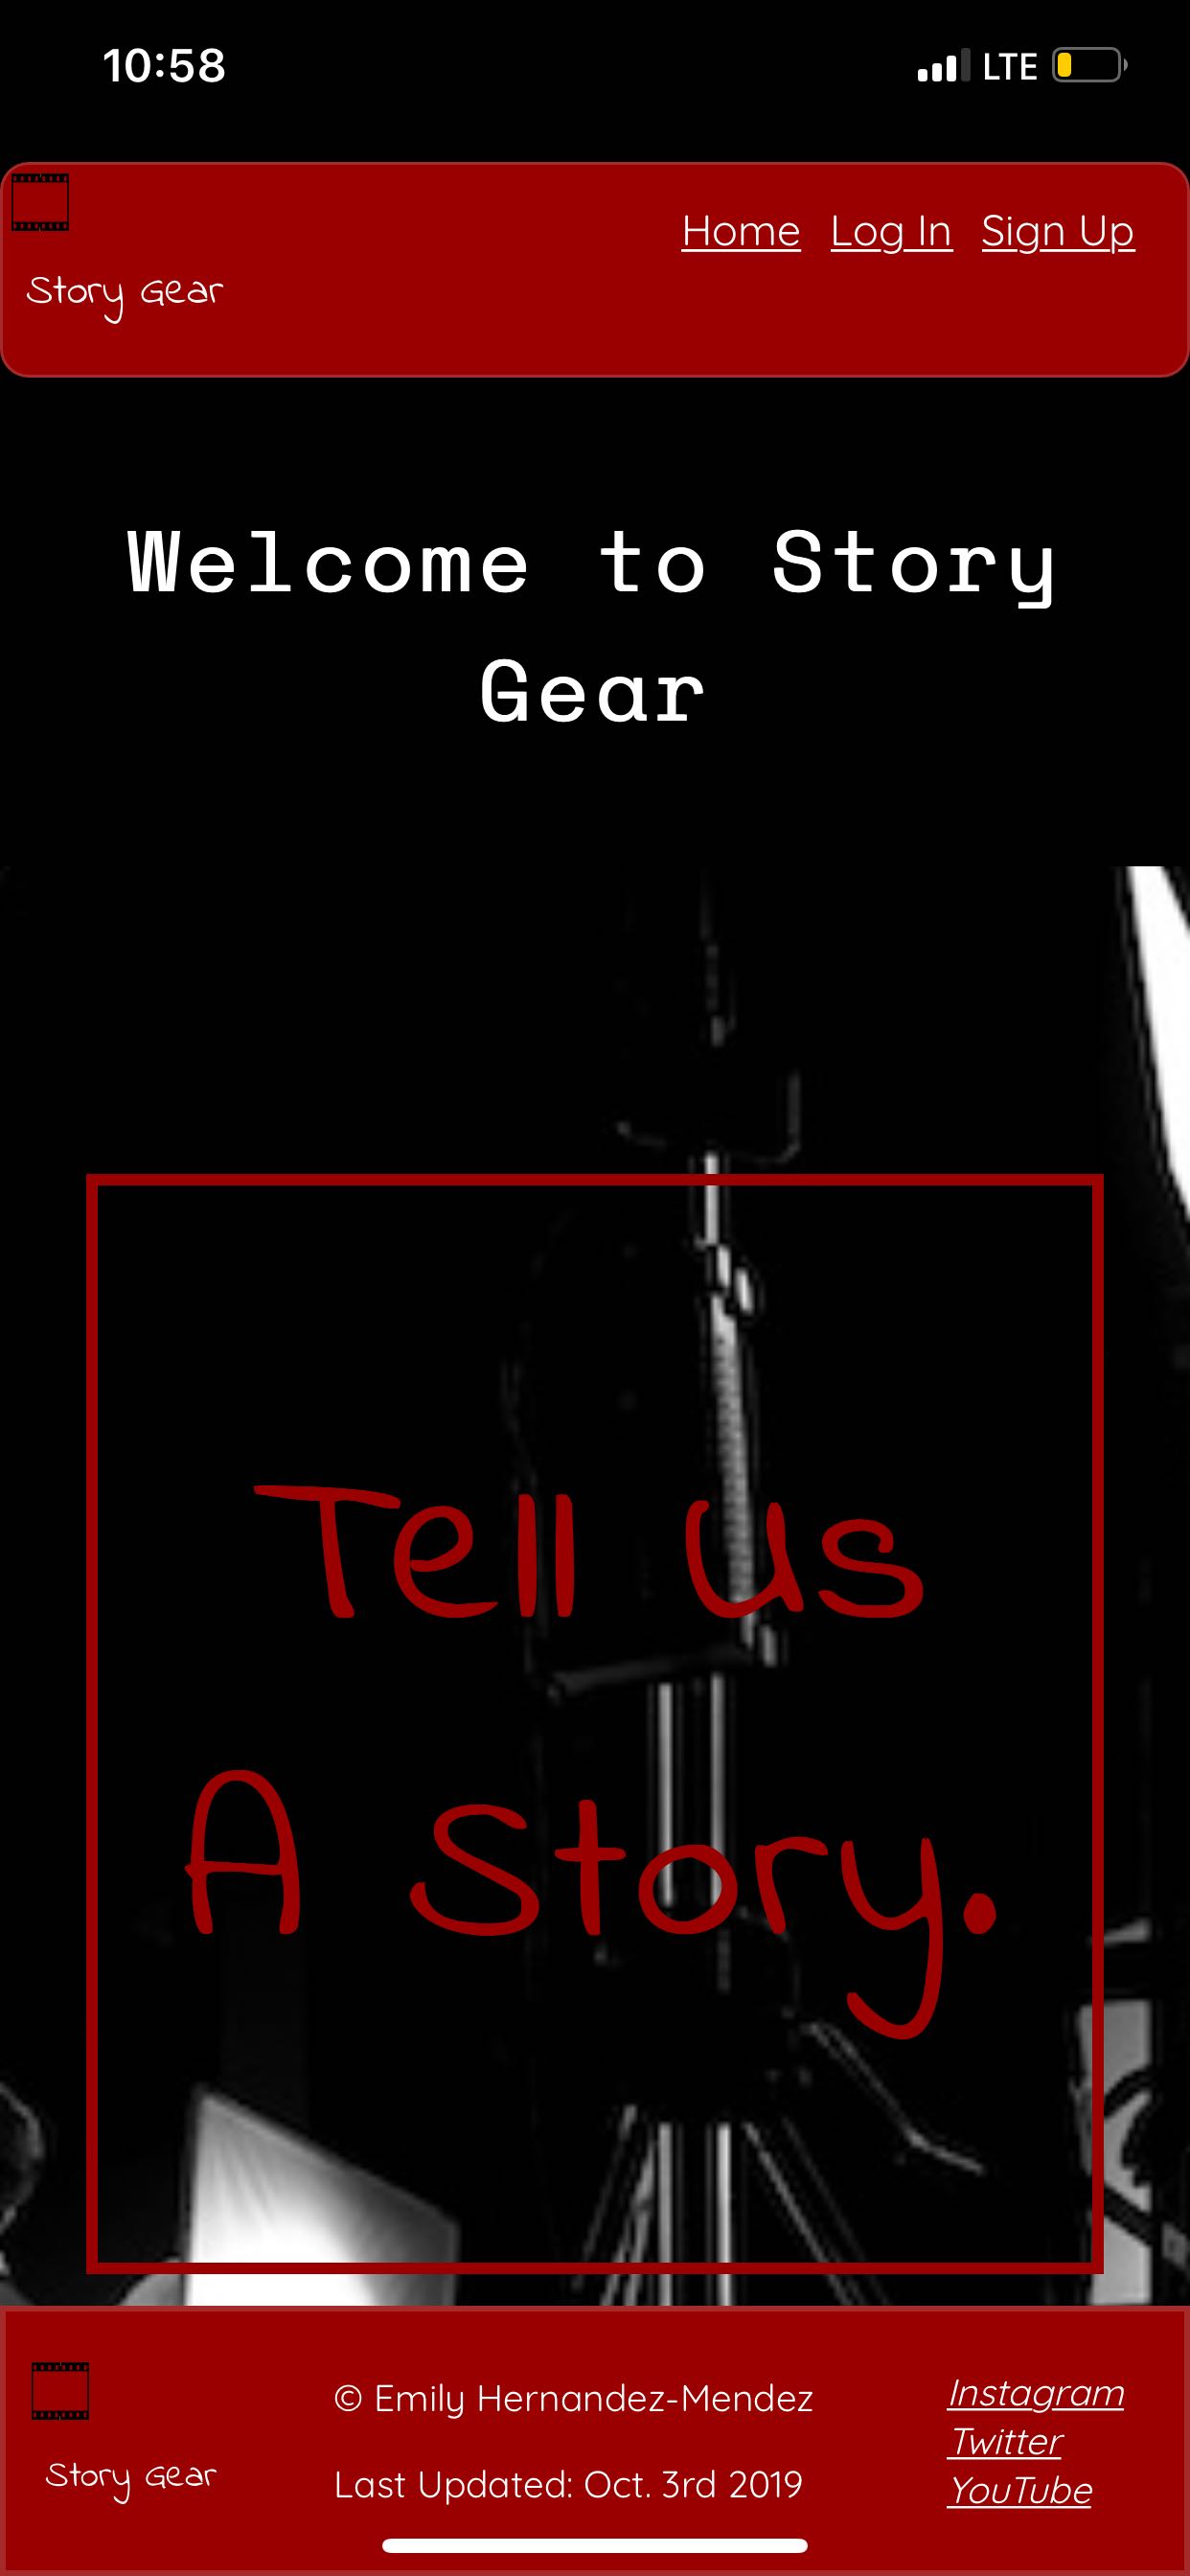 10:58 LTE
Home Log In Sign Up
Story Gear
Welcome to Story
Gear
Tell us
A Story.
© Emily Hernandez-Mendez
Last Updated: Oct. 3rd 2019
Story Gear
Instagram
Twitter
YouTube